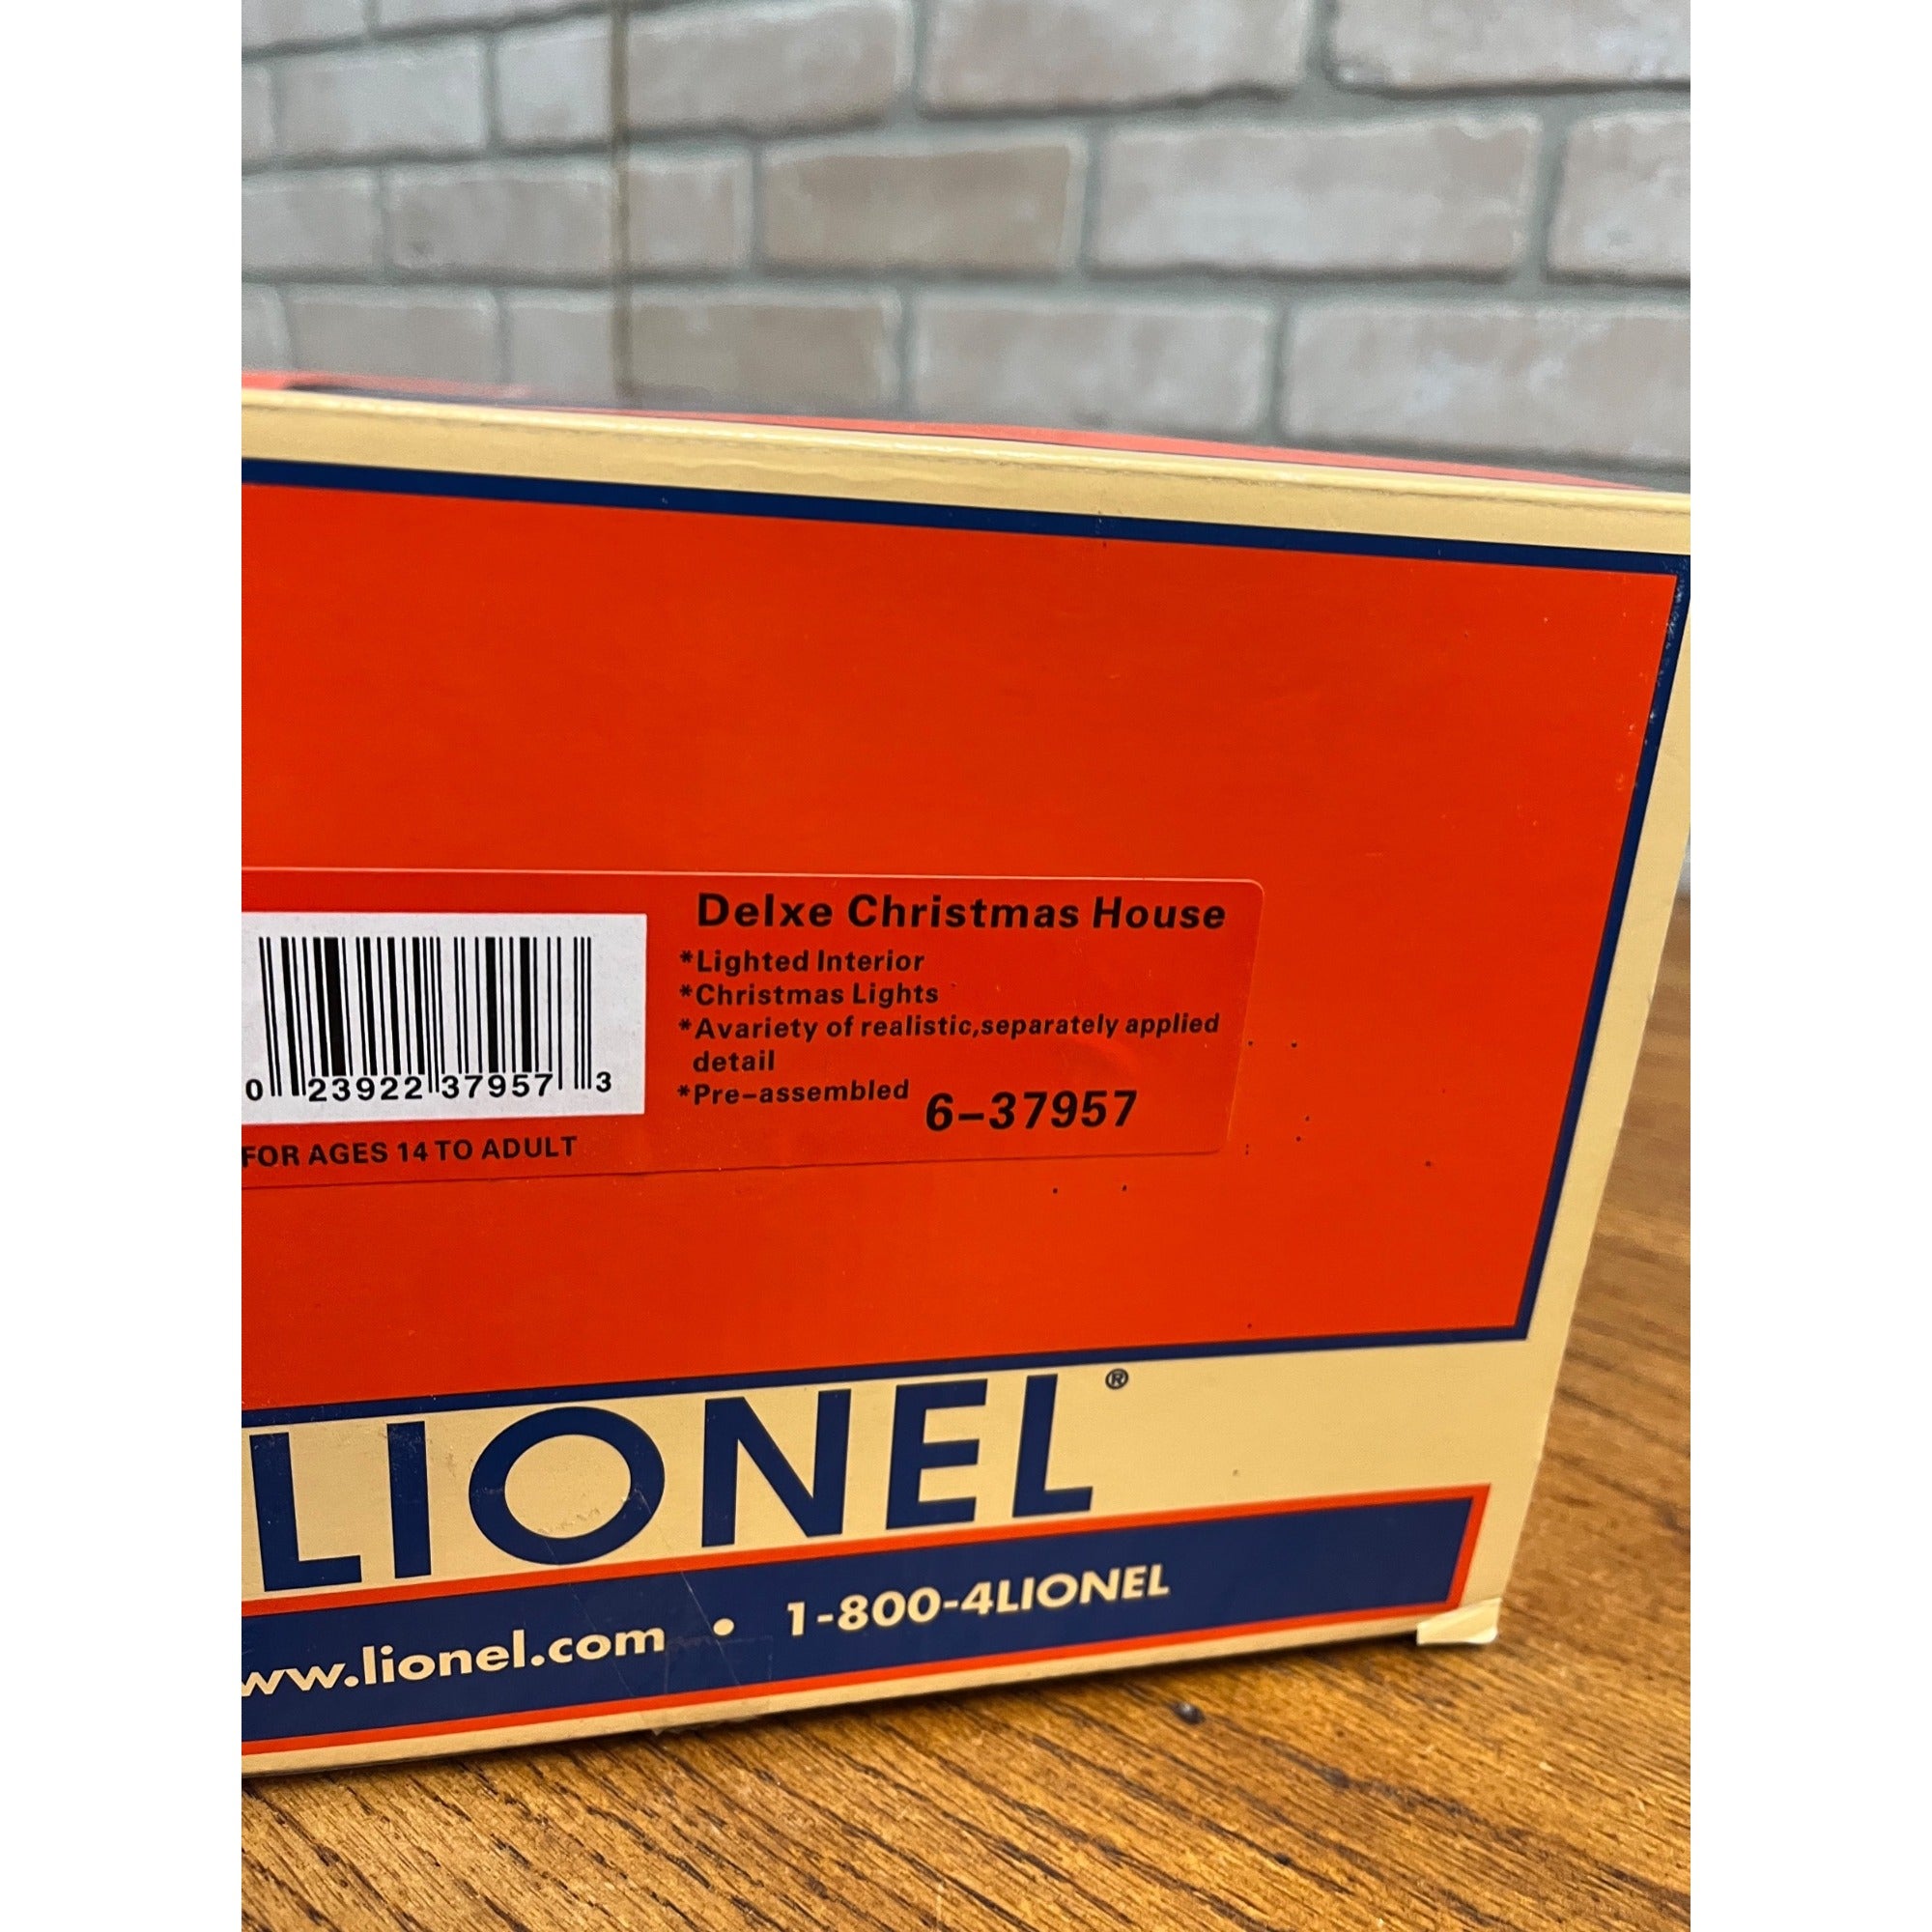 Delxe Christmas House
*Lighted Interior
*Christmas Lights
*Avariety of realistic,separately applied
detail
*Pre-assembled
6-37957
0 23922 37957 3
FOR AGES 14 TO ADULT
LIONEL®
ww.lionel.com • 1-800-4LIONEL